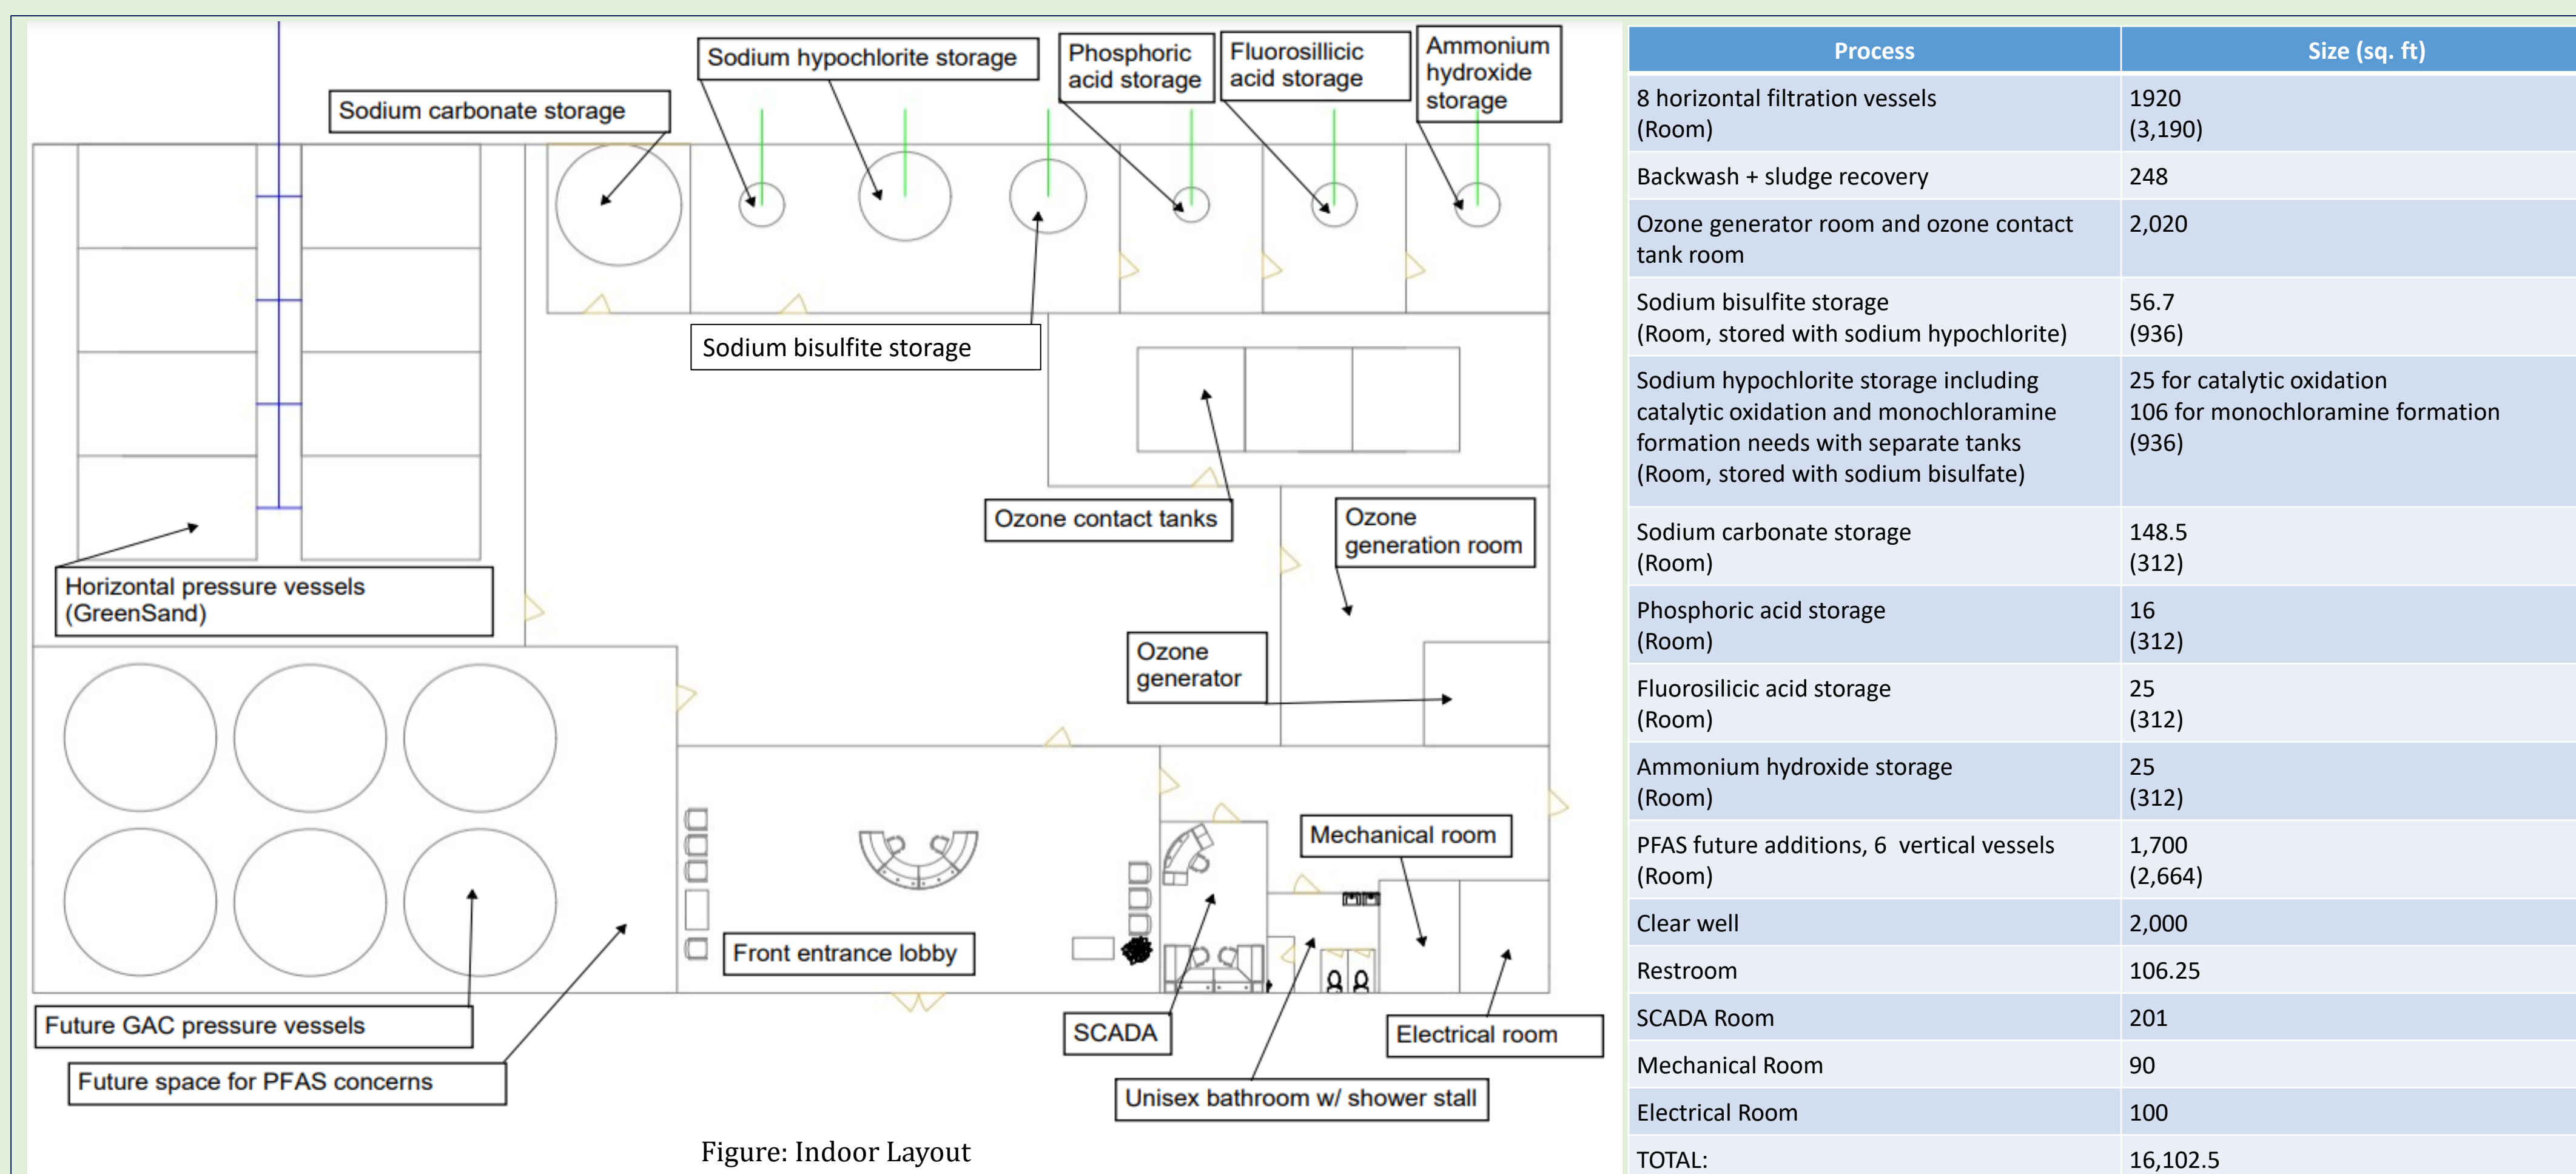 Sodium hypochlorite storage
Phosphoric
acid storage
Fluorosillicic
acid storage
Ammonium
hydroxide
storage
Sodium carbonate storage
Sodium bisulfite storage
Ozone contact tanks
Ozone
generation room
Horizontal pressure vessels
(GreenSand)
Ozone
generator
Mechanical room
Front entrance lobby
Future GAC pressure vessels
SCADA
Electrical room
Future space for PFAS concerns
Unisex bathroom w/ shower stall
Figure: Indoor Layout
Process Size (sq. ft)
8 horizontal filtration vessels 1920
(Room) (3,190)
Backwash + sludge recovery 248
Ozone generator room and ozone contact 2,020
tank room
Sodium bisulfite storage 56.7
(Room, stored with sodium hypochlorite) (936)
Sodium hypochlorite storage including 25 for catalytic oxidation
catalytic oxidation and monochloramine 106 for monochloramine formation
formation needs with separate tanks (936)
(Room, stored with sodium bisulfate)
Sodium carbonate storage 148.5
(Room) (312)
Phosphoric acid storage 16
(Room) (312)
Fluorosilicic acid storage 25
(Room) (312)
Ammonium hydroxide storage 25
(Room) (312)
PFAS future additions, 6 vertical vessels 1,700
(Room) (2,664)
Clear well 2,000
Restroom 106.25
SCADA Room 201
Mechanical Room 90
Electrical Room 100
TOTAL: 16,102.5